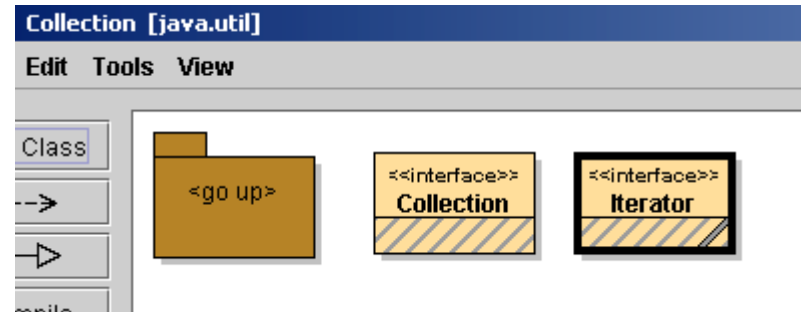 Collection [java.util]
Edit Tools View
Class
<go up>
<<interface>>
Collection
<<interface>>
Iterator